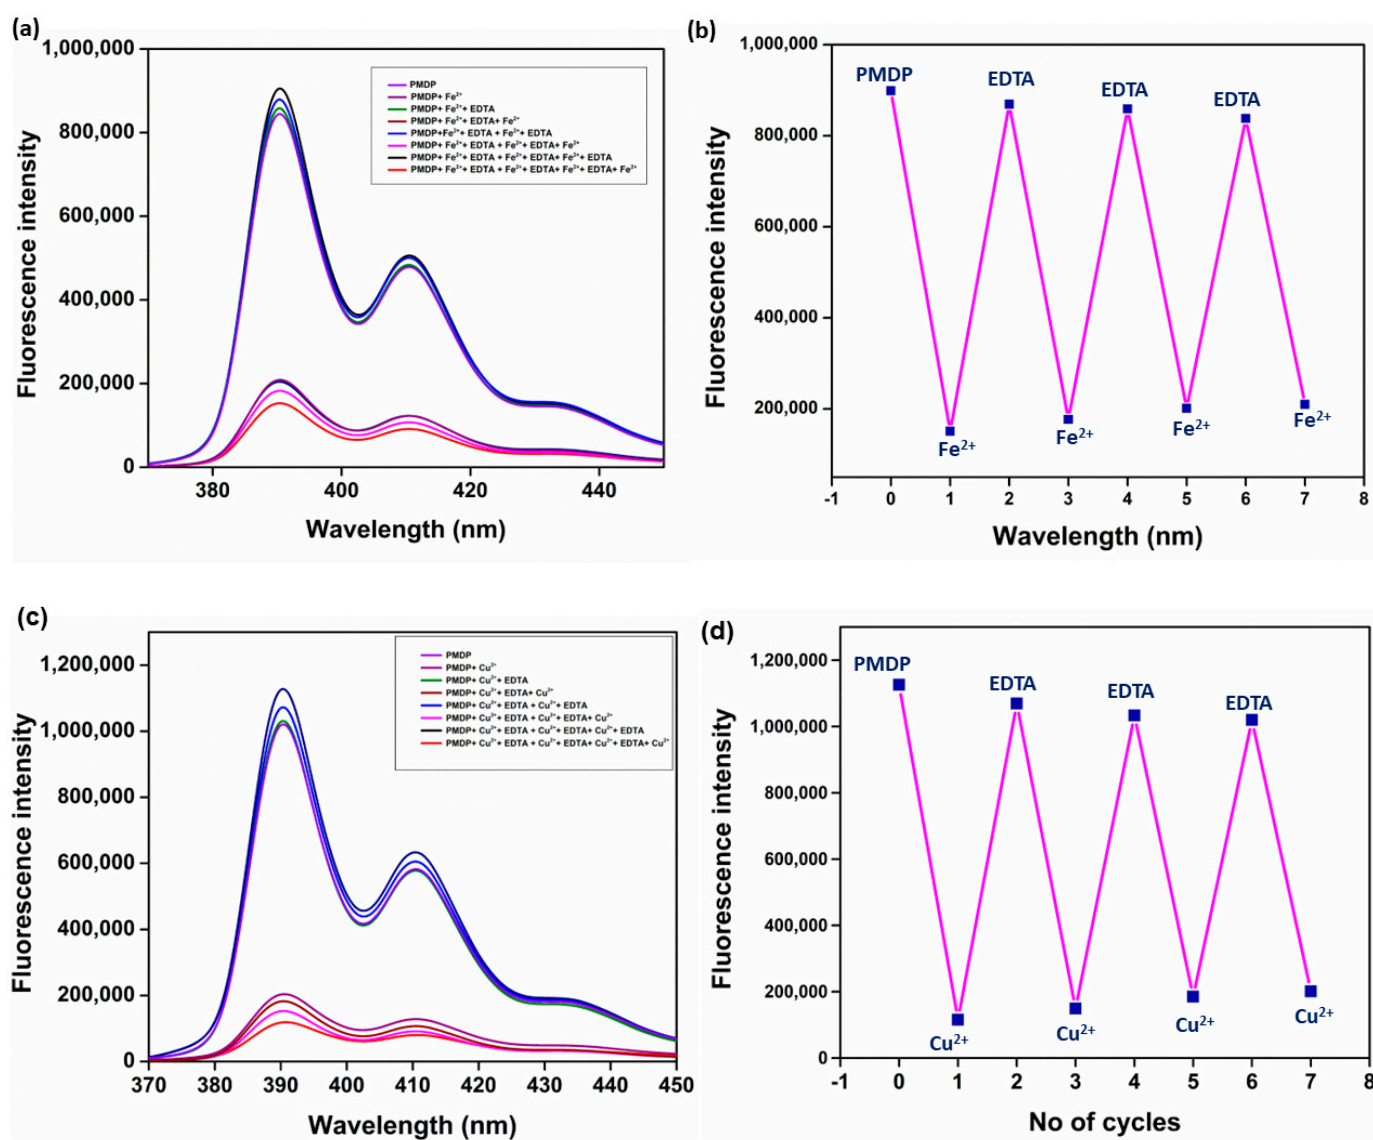 (a)
1,000,000
800,000
600,000
400,000
200,000
0
380
400
420
440
Fluorescence intensity
Wavelength (nm)
PMDP
PMDP+ Fe²⁺
PMDP+ Fe²⁺+ EDTA
PMDP+ Fe²⁺+ EDTA+ Fe²⁺
PMDP+Fe²⁺+ EDTA + Fe²⁺+ EDTA
PMDP+ Fe²⁺+ EDTA + Fe²⁺+ EDTA+ Fe²⁺
PMDP+ Fe²⁺+ EDTA + Fe²⁺+ EDTA+ Fe²⁺+ EDTA
PMDP+ Fe²⁺+ EDTA + Fe²⁺+ EDTA+ Fe²⁺+ EDTA+ Fe²⁺
(b)
1,000,000
800,000
600,000
400,000
200,000
-1
0
1
2
3
4
5
6
7
8
Fluorescence intensity
Wavelength (nm)
PMDP
EDTA
EDTA
EDTA
Fe²⁺
Fe²⁺
Fe²⁺
Fe²⁺
(c)
1,200,000
1,000,000
800,000
600,000
400,000
200,000
0
370
380
390
400
410
420
430
440
450
Fluorescence intensity
Wavelength (nm)
PMDP
PMDP+ Cu²⁺
PMDP+ Cu²⁺+ EDTA
PMDP+ Cu²⁺+ EDTA+ Cu²⁺
PMDP+ Cu²⁺+ EDTA + Cu²⁺+ EDTA
PMDP+ Cu²⁺+ EDTA + Cu²⁺+ EDTA+ Cu²⁺
PMDP+ Cu²⁺+ EDTA + Cu²⁺+ EDTA+ Cu²⁺+ EDTA
PMDP+ Cu²⁺+ EDTA + Cu²⁺+ EDTA+ Cu²⁺+ EDTA+ Cu²⁺
(d)
1,200,000
1,000,000
800,000
600,000
400,000
200,000
0
-1
0
1
2
3
4
5
6
7
8
Fluorescence intensity
No of cycles
PMDP
EDTA
EDTA
EDTA
Cu²⁺
Cu²⁺
Cu²⁺
Cu²⁺